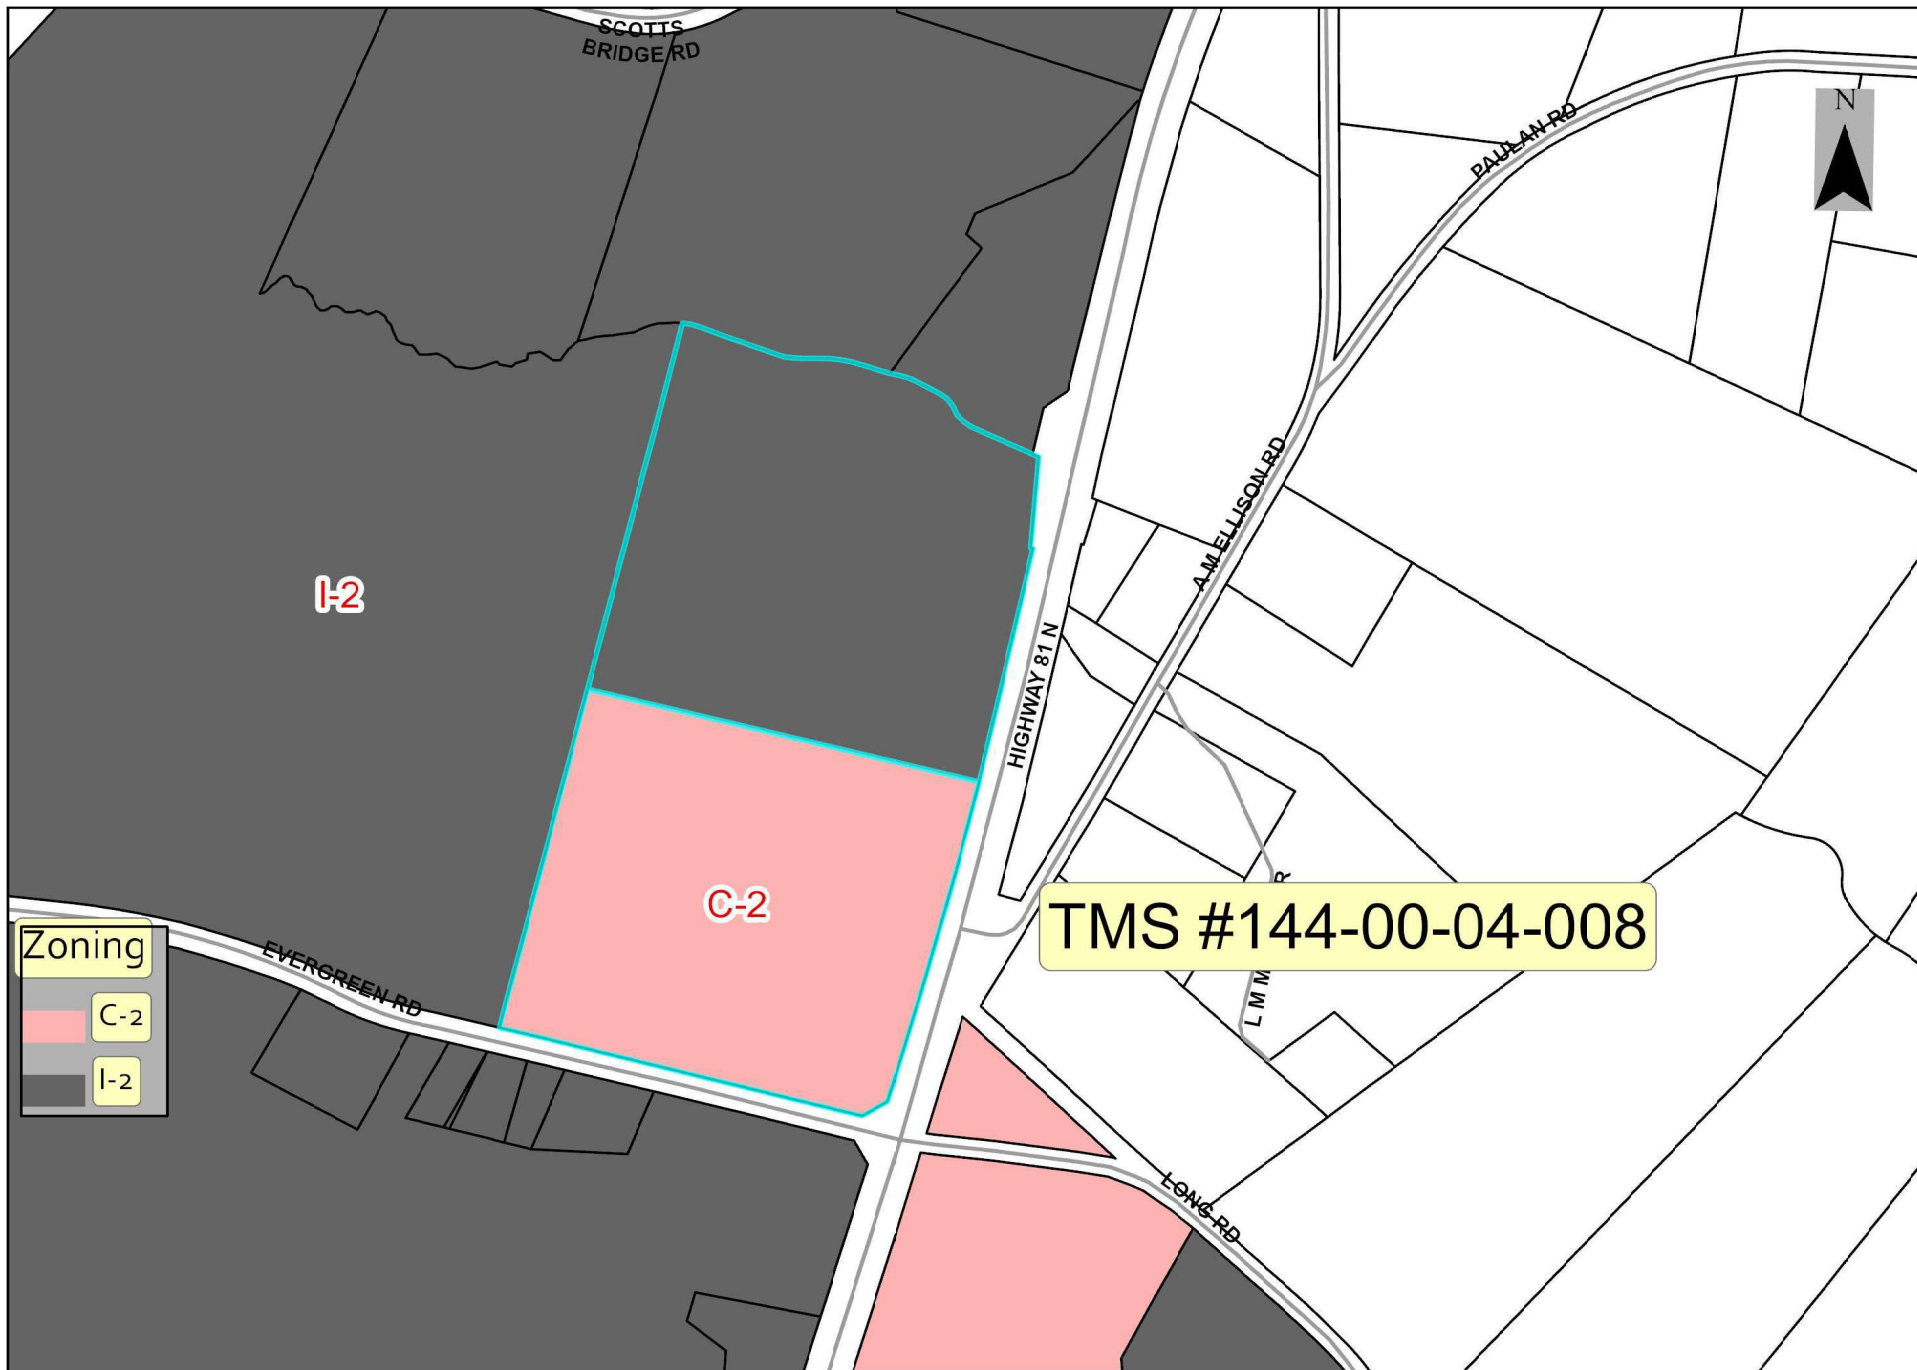 SCOTTS
BRIDGE RD
N
PAULAN RD
A M ELLISON RD
I-2
HIGHWAY 81 N
C-2
TMS #144-00-04-008
EVERGREEN RD
Zoning
C-2
I-2
L M M
R
LONG RD